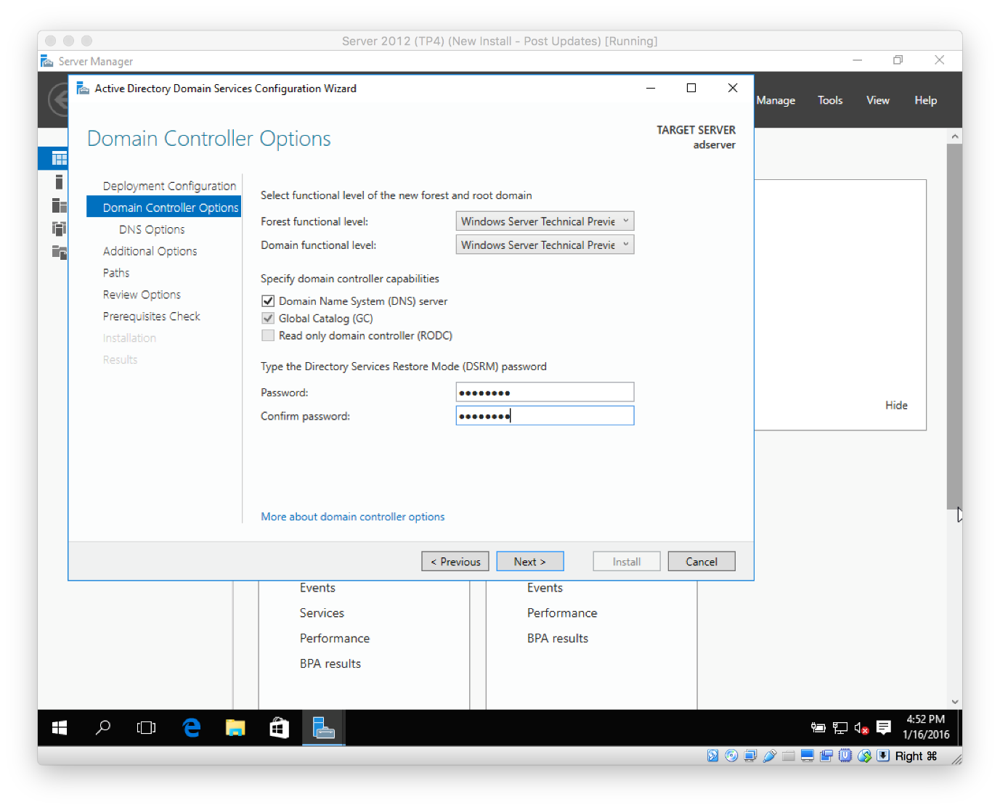 Server 2012 (TP4) (New Install - Post Updates) [Running]
Server Manager
Active Directory Domain Services Configuration Wizard
Manage Tools View Help
Domain Controller Options
TARGET SERVER
adserver
Deployment Configuration
Domain Controller Options
DNS Options
Additional Options
Paths
Review Options
Prerequisites Check
Installation
Results
Select functional level of the new forest and root domain
Forest functional level: Windows Server Technical Previe
Domain functional level: Windows Server Technical Previe
Specify domain controller capabilities
Domain Name System (DNS) server
Global Catalog (GC)
Read only domain controller (RODC)
Type the Directory Services Restore Mode (DSRM) password
Password: ●●●●●●●●
Confirm password: ●●●●●●●●
Hide
More about domain controller options
< Previous Next > Install Cancel
Events
Services
Performance
BPA results
Events
Performance
BPA results
4:52 PM
1/16/2016
Right ⌘